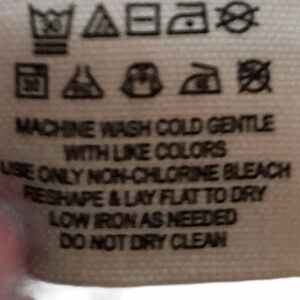 MACHINE WASH COLD GENTLE
WITH LIKE COLORS
USE ONLY NON-CHLORINE BLEACH
RESHAPE & LAY FLAT TO DRY
LOW IRON AS NEEDED
DO NOT DRY CLEAN